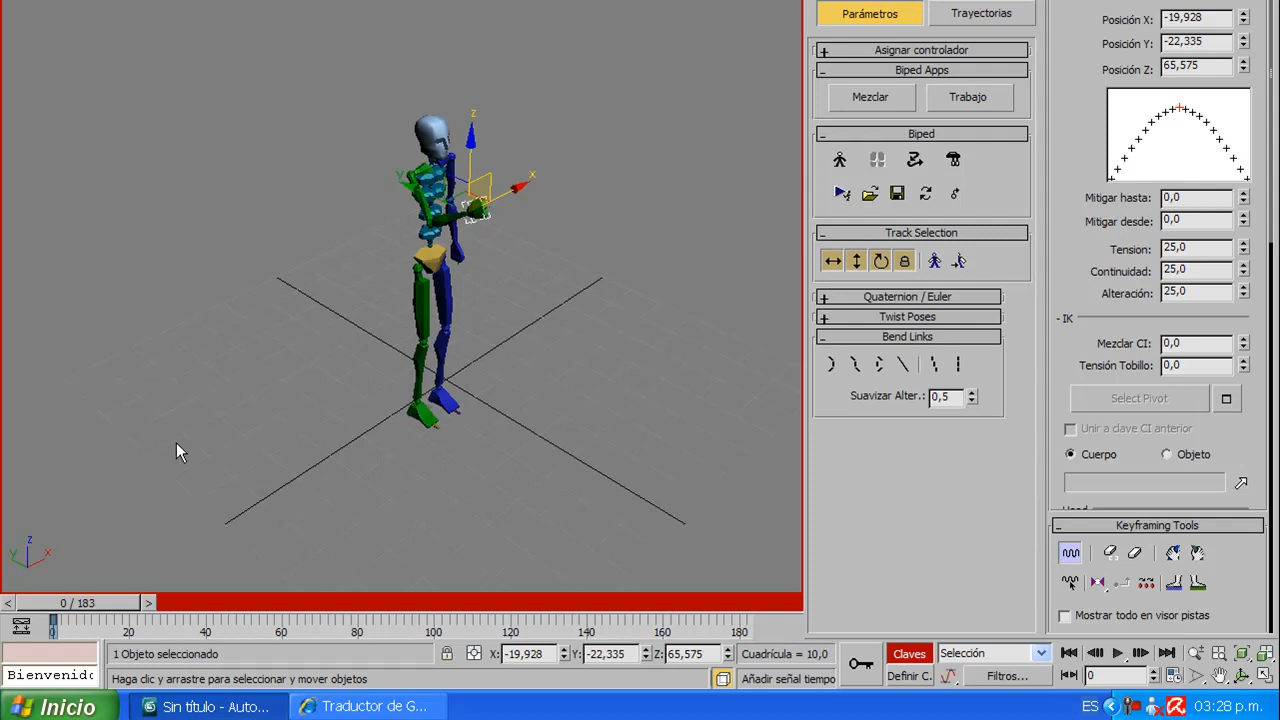 Parámetros
Trayectorias
Posición X: -19,928
Posición Y: -22,335
Posición Z: 65,575
+ Asignar controlador
- Biped Apps
Mezclar Trabajo
- Biped
- Track Selection
+ Quaternion / Euler
+ Twist Poses
- Bend Links
Suavizar Alter.: 0,5
Mitigar hasta: 0,0
Mitigar desde: 0,0
Tension: 25,0
Continuidad: 25,0
Alteración: 25,0
- IK
Mezclar CI: 0,0
Tensión Tobillo: 0,0
Select Pivot
Unir a clave CI anterior
Cuerpo Objeto
- Keyframing Tools
Mostrar todo en visor pistas
Z
X
Y
Z
Y X
< 0 / 183 >
0 20 40 60 80 100 120 140 160 180
1 Objeto seleccionado X: -19,928 Y: -22,335 Z: 65,575 Cuadrícula = 10,0 Claves Selección
Bienvenido Haga clic y arrastre para seleccionar y mover objetos Añadir señal tiempo Definir C. Filtros... 0
Inicio Sin título - Auto... Traductor de G... ES 03:28 p.m.